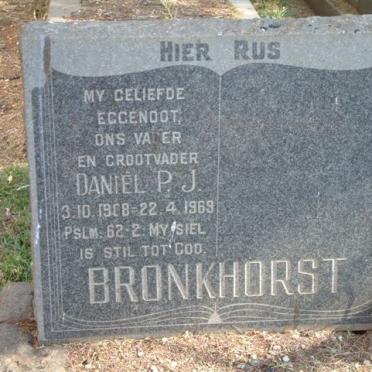 HIER RUS
MY GELIEFDE
EGGENOOT,
ONS VADER
EN GROOTVADER
DANIËL P. J.
3.10.1908-22.4.1969
PSLM. 62-2. MY SIEL
IS STIL TOT GOD.
BRONKHORST